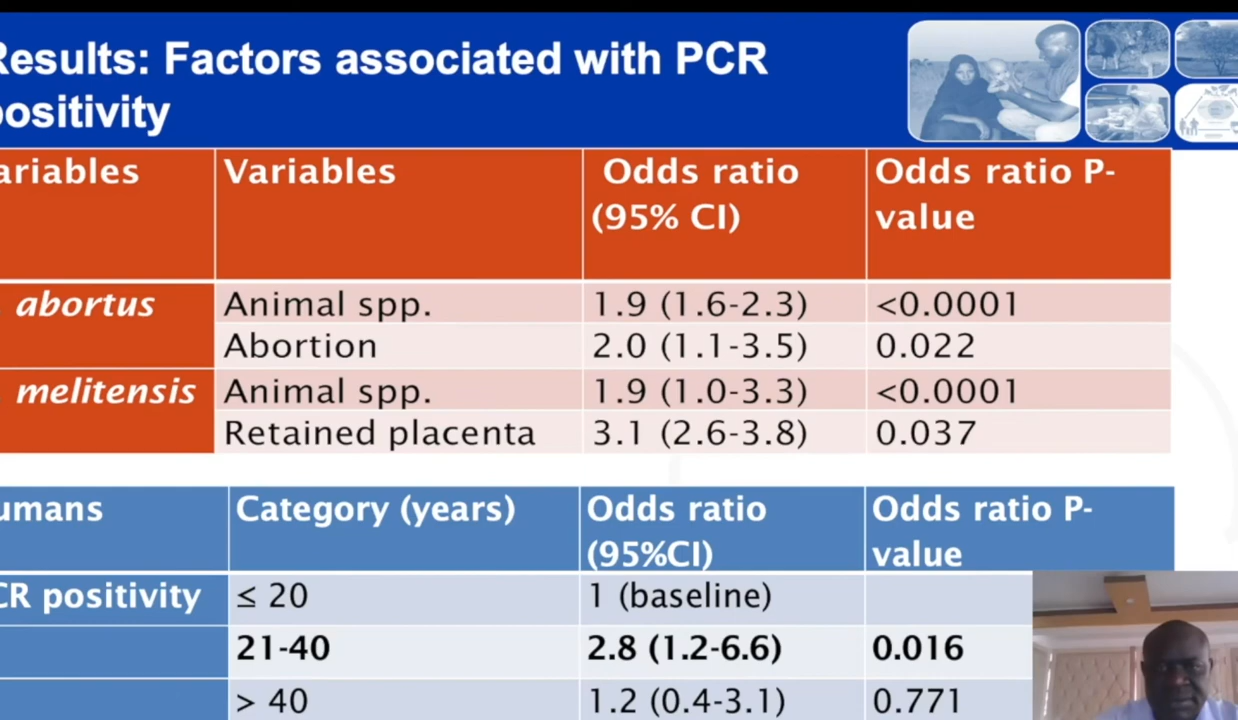 Results: Factors associated with PCR
positivity
ariables Variables Odds ratio (95% CI) Odds ratio P-value
abortus Animal spp. 1.9 (1.6-2.3) <0.0001
Abortion 2.0 (1.1-3.5) 0.022
melitensis Animal spp. 1.9 (1.0-3.3) <0.0001
Retained placenta 3.1 (2.6-3.8) 0.037
umans Category (years) Odds ratio (95%CI) Odds ratio P-value
CR positivity ≤ 20 1 (baseline)
21-40 2.8 (1.2-6.6) 0.016
> 40 1.2 (0.4-3.1) 0.771